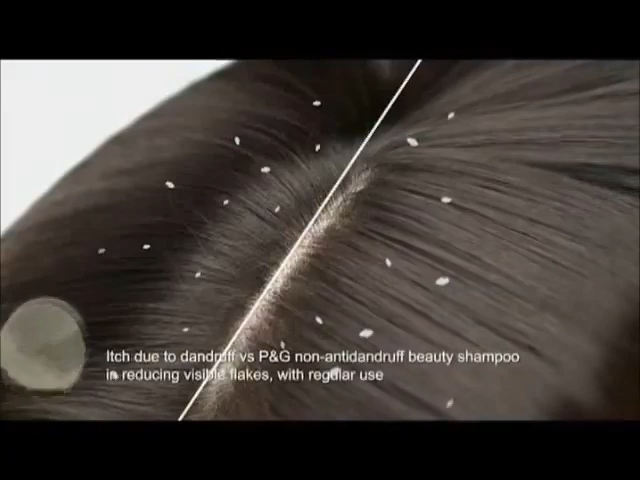 Itch due to dandruff vs P&G non-antidandruff beauty shampoo
in reducing visible flakes, with regular use